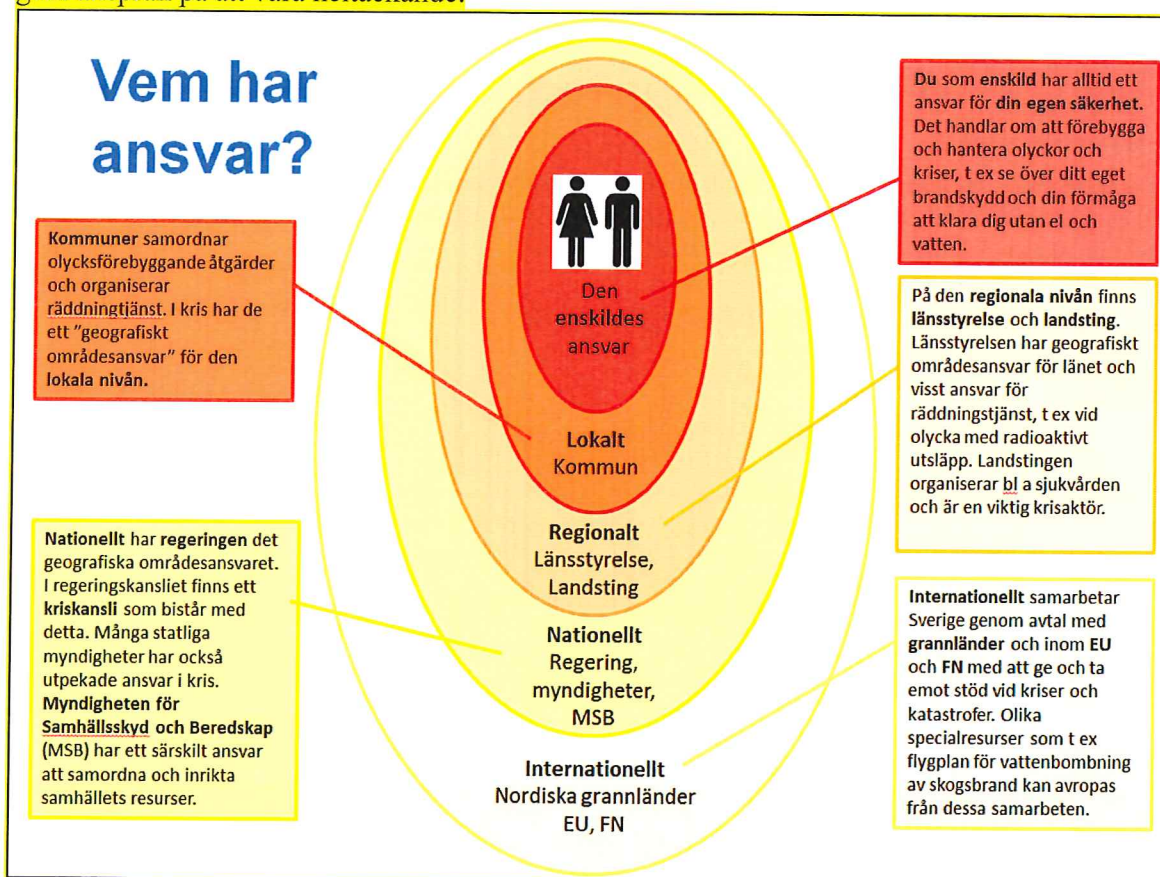 Vem har
ansvar?
Du som enskild har alltid ett
ansvar för din egen säkerhet.
Det handlar om att förebygga
och hantera olyckor och
kriser, t ex se över ditt eget
brandskydd och din förmåga
att klara dig utan el och
vatten.
Kommuner samordnar
olycksförebyggande åtgärder
och organiserar
räddningtjänst. I kris har de
ett ”geografiskt
områdesansvar” för den
lokala nivån.
Den
enskildes
ansvar
På den regionala nivån finns
länsstyrelse och landsting.
Länsstyrelsen har geografiskt
områdesansvar för länet och
visst ansvar för
räddningstjänst, t ex vid
olycka med radioaktivt
utsläpp. Landstingen
organiserar bl a sjukvården
och är en viktig krisaktör.
Lokalt
Kommun
Regionalt
Länsstyrelse,
Landsting
Nationellt har regeringen det
geografiska områdesansvaret.
I regeringskansliet finns ett
kriskansli som bistår med
detta. Många statliga
myndigheter har också
utpekade ansvar i kris.
Myndigheten för
Samhällsskyd och Beredskap
(MSB) har ett särskilt ansvar
att samordna och inrikta
samhällets resurser.
Nationellt
Regering,
myndigheter,
MSB
Internationellt samarbetar
Sverige genom avtal med
grannländer och inom EU
och FN med att ge och ta
emot stöd vid kriser och
katastrofer. Olika
specialresurser som t ex
flygplan för vattenbombning
av skogsbrand kan avropas
från dessa samarbeten.
Internationellt
Nordiska grannländer
EU, FN